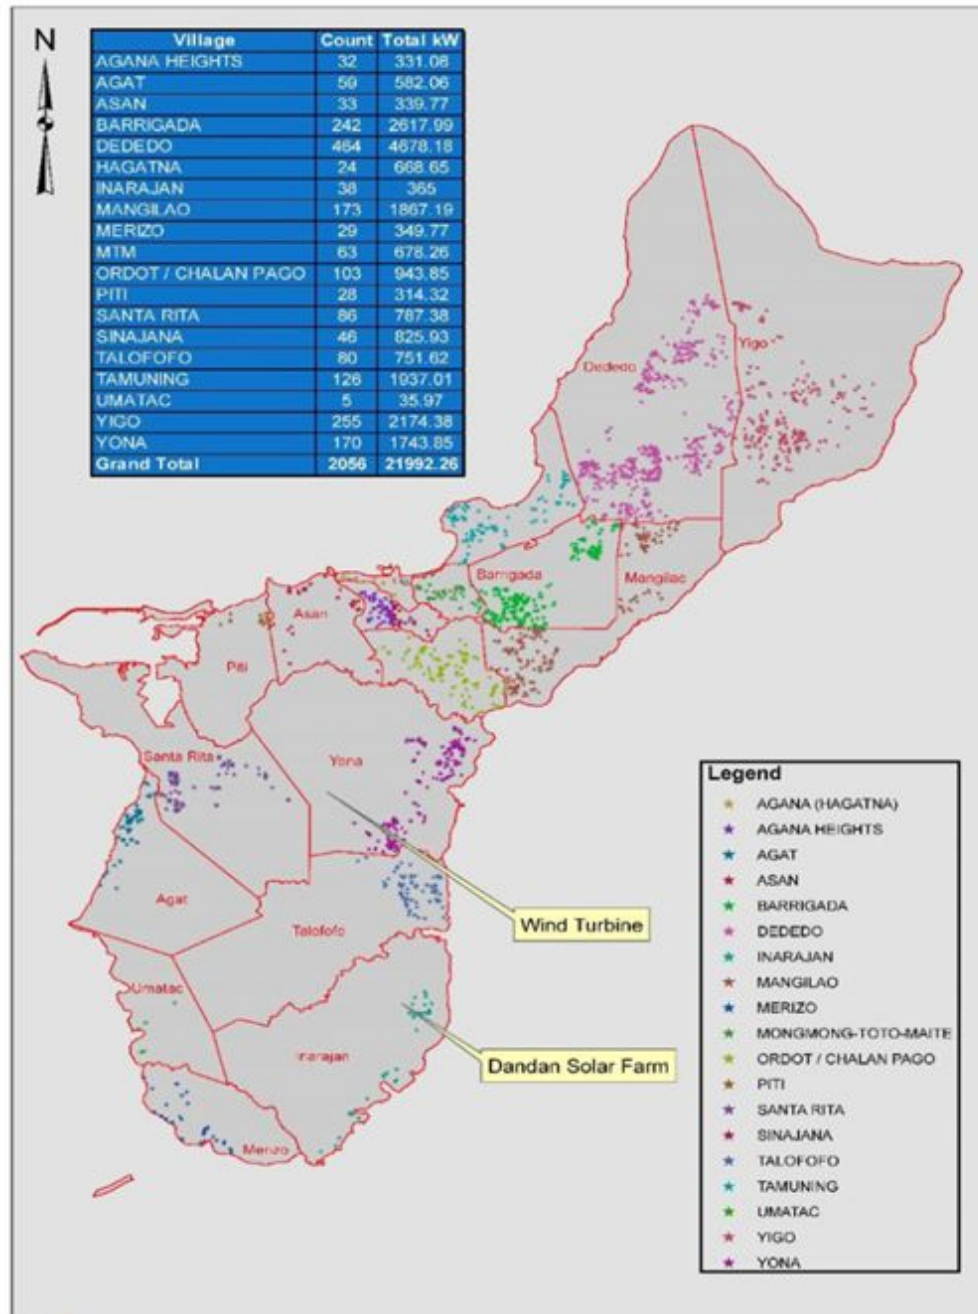 N
Village Count Total kW
AGANA HEIGHTS 32 331.08
AGAT 59 582.06
ASAN 33 339.77
BARRIGADA 242 2617.99
DEDEDO 464 4678.18
HAGATNA 24 668.65
INARAJAN 38 365
MANGILAO 173 1867.19
MERIZO 29 349.77
MTM 63 678.26
ORDOT / CHALAN PAGO 103 943.85
PITI 28 314.32
SANTA RITA 86 787.38
SINAJANA 46 825.93
TALOFOFO 80 751.62
TAMUNING 126 1937.01
UMATAC 5 35.97
YIGO 255 2174.38
YONA 170 1743.85
Grand Total 2056 21992.26
Yigo
Dededo
Barrigada
Mangilao
Asan
Piti
Santa Rita
Yona
Agat
Talofofo
Umatac
Inarajan
Merizo
Wind Turbine
Dandan Solar Farm
Legend
AGANA (HAGATNA)
AGANA HEIGHTS
AGAT
ASAN
BARRIGADA
DEDEDO
INARAJAN
MANGILAO
MERIZO
MONGMONG-TOTO-MAITE
ORDOT / CHALAN PAGO
PITI
SANTA RITA
SINAJANA
TALOFOFO
TAMUNING
UMATAC
YIGO
YONA